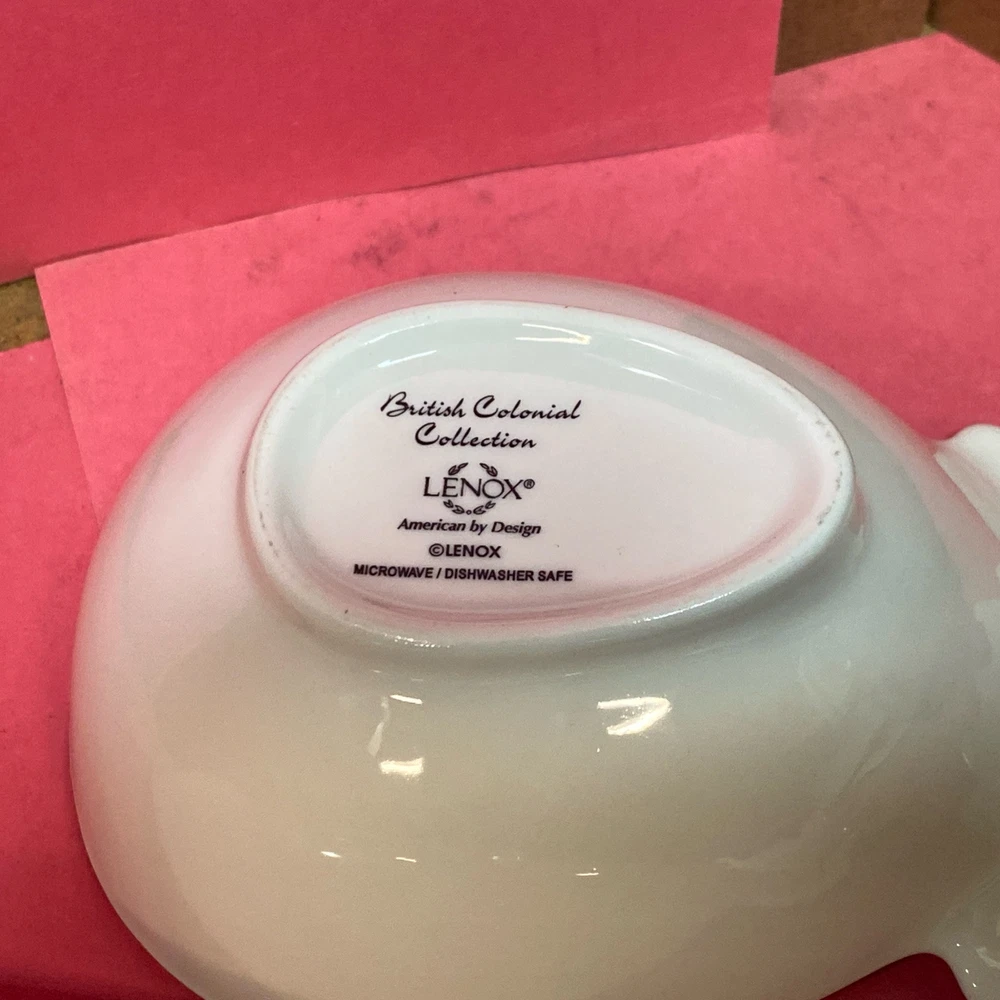 British Colonial
Collection
LENOX®
American by Design
©LENOX
MICROWAVE / DISHWASHER SAFE